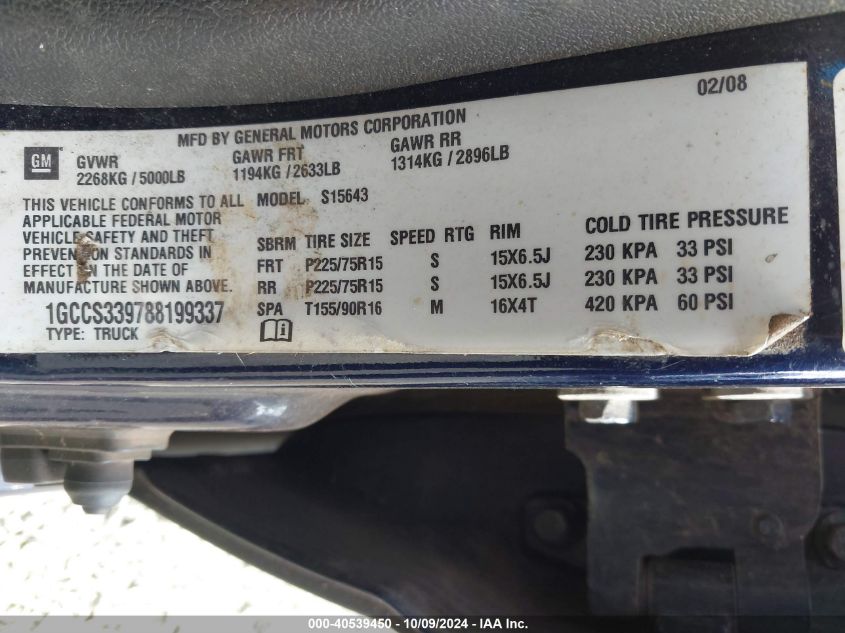 02/08
MFD BY GENERAL MOTORS CORPORATION
GM GVWR GAWR FRT GAWR RR
2268KG / 5000LB 1194KG / 2633LB 1314KG / 2896LB
THIS VEHICLE CONFORMS TO ALL
APPLICABLE FEDERAL MOTOR
VEHICLE SAFETY AND THEFT
PREVENTION STANDARDS IN
EFFECT ON THE DATE OF
MANUFACTURE SHOWN ABOVE.
1GCCS339788199337
TYPE: TRUCK
MODEL S15643
SBRM TIRE SIZE SPEED RTG RIM COLD TIRE PRESSURE
FRT P225/75R15 S 15X6.5J 230 KPA 33 PSI
RR P225/75R15 S 15X6.5J 230 KPA 33 PSI
SPA T155/90R16 M 16X4T 420 KPA 60 PSI
000-40539450 - 10/09/2024 - IAA Inc.